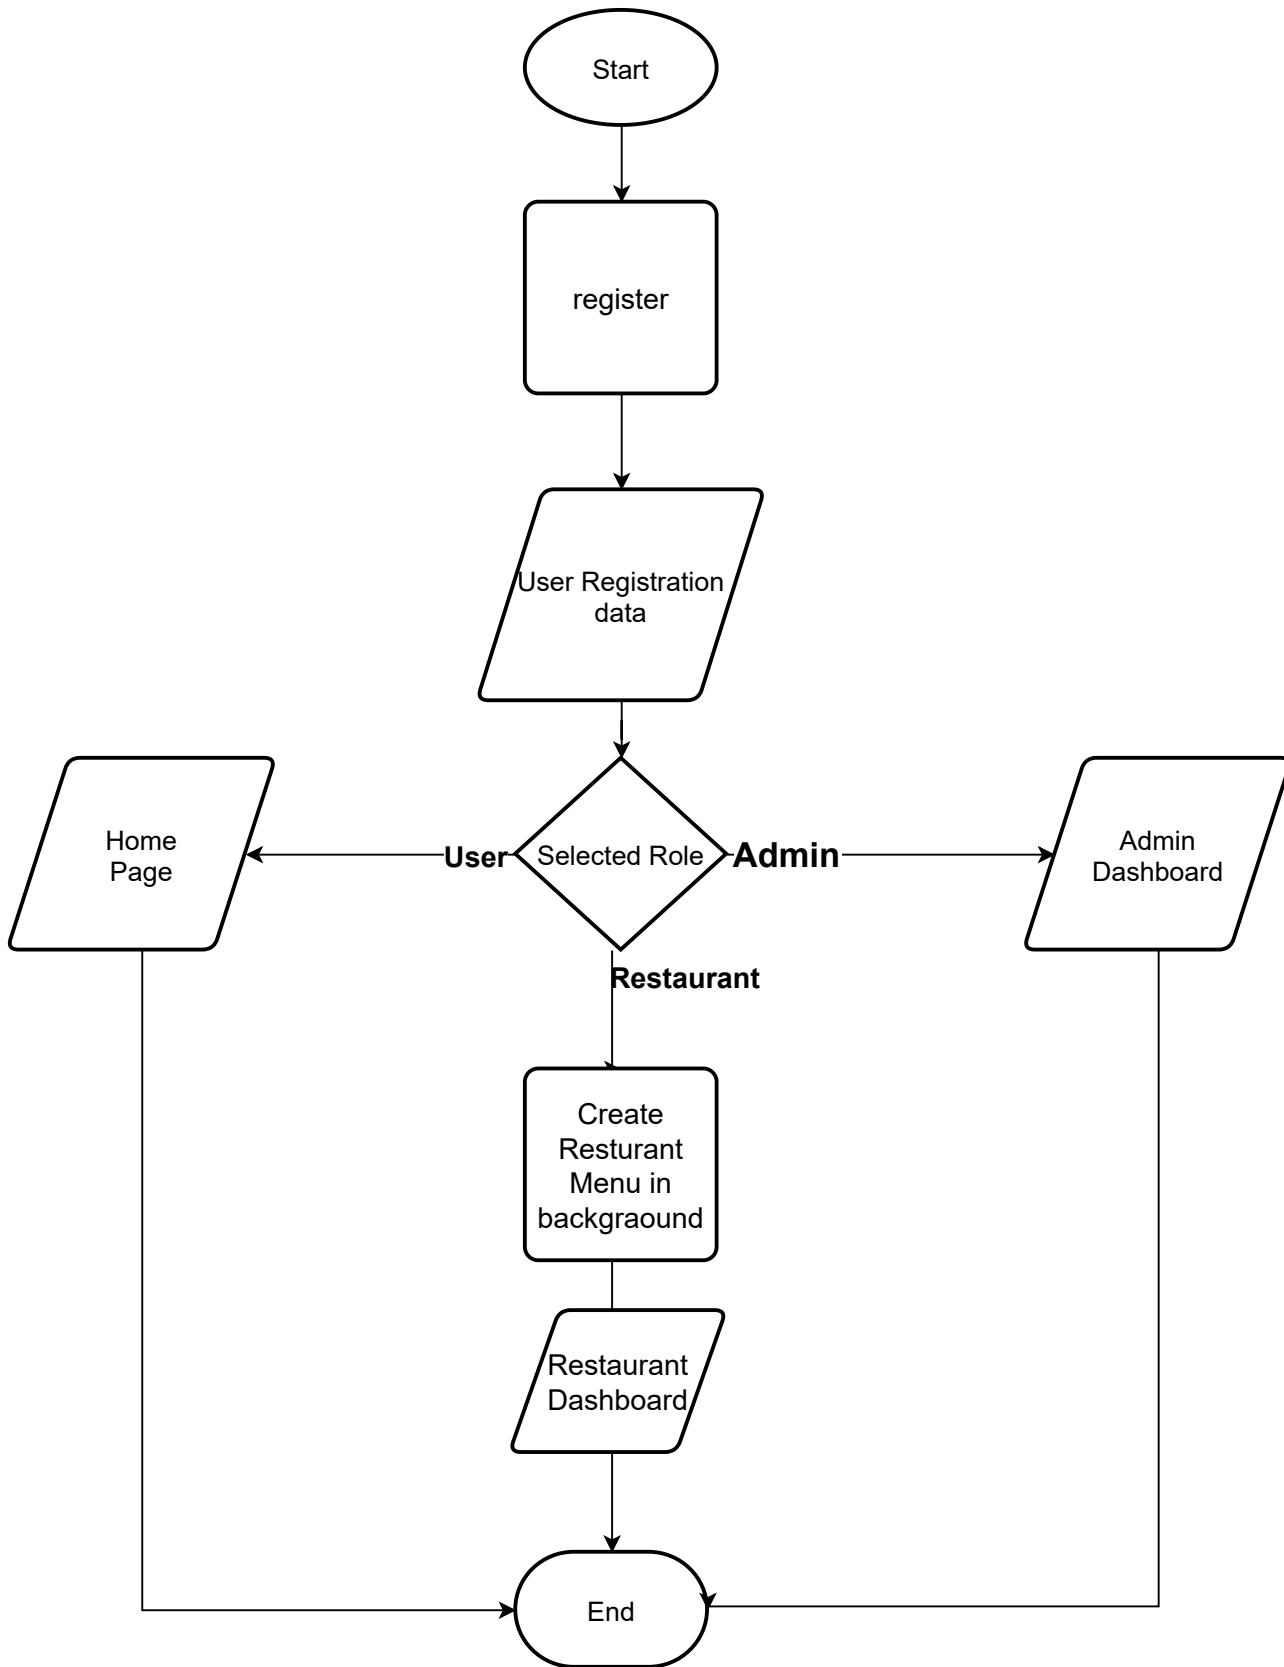 Start
register
User Registration
data
Home
Page
User
Selected Role
Admin
Admin
Dashboard
Restaurant
Create
Resturant
Menu in
backgraound
Restaurant
Dashboard
End